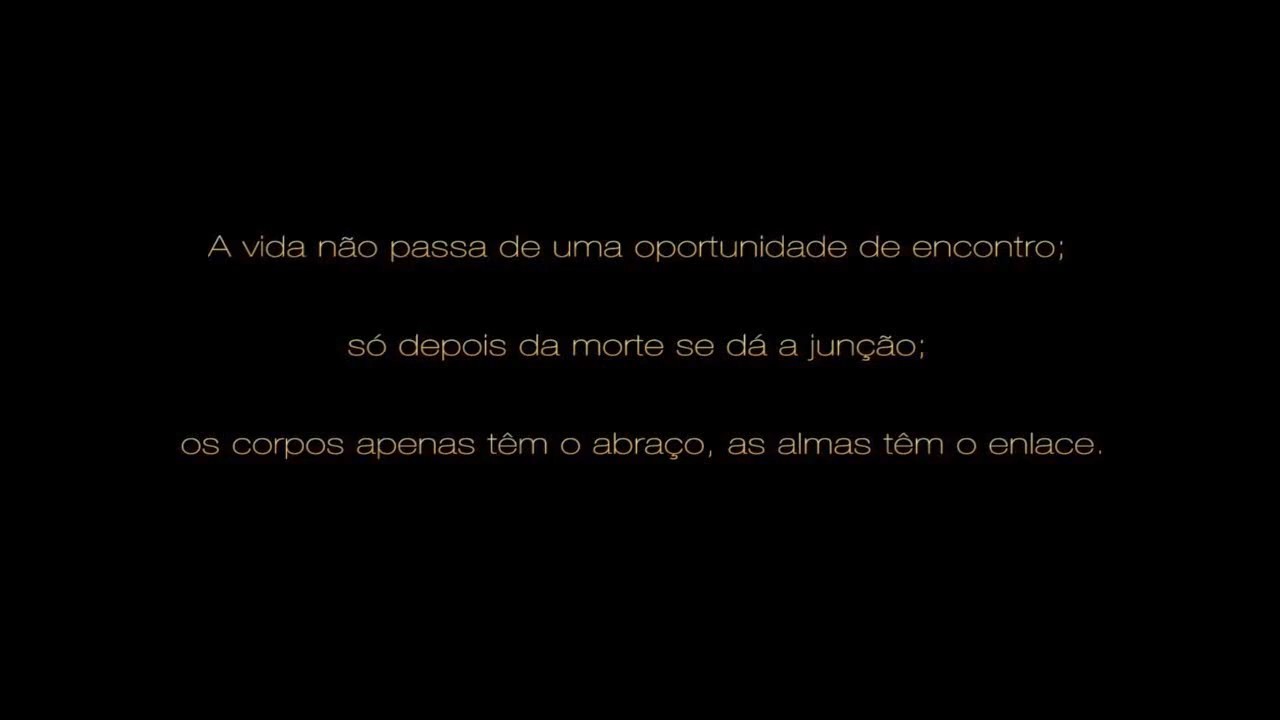 A vida não passa de uma oportunidade de encontro;
só depois da morte se dá a junção;
os corpos apenas têm o abraço, as almas têm o enlace.